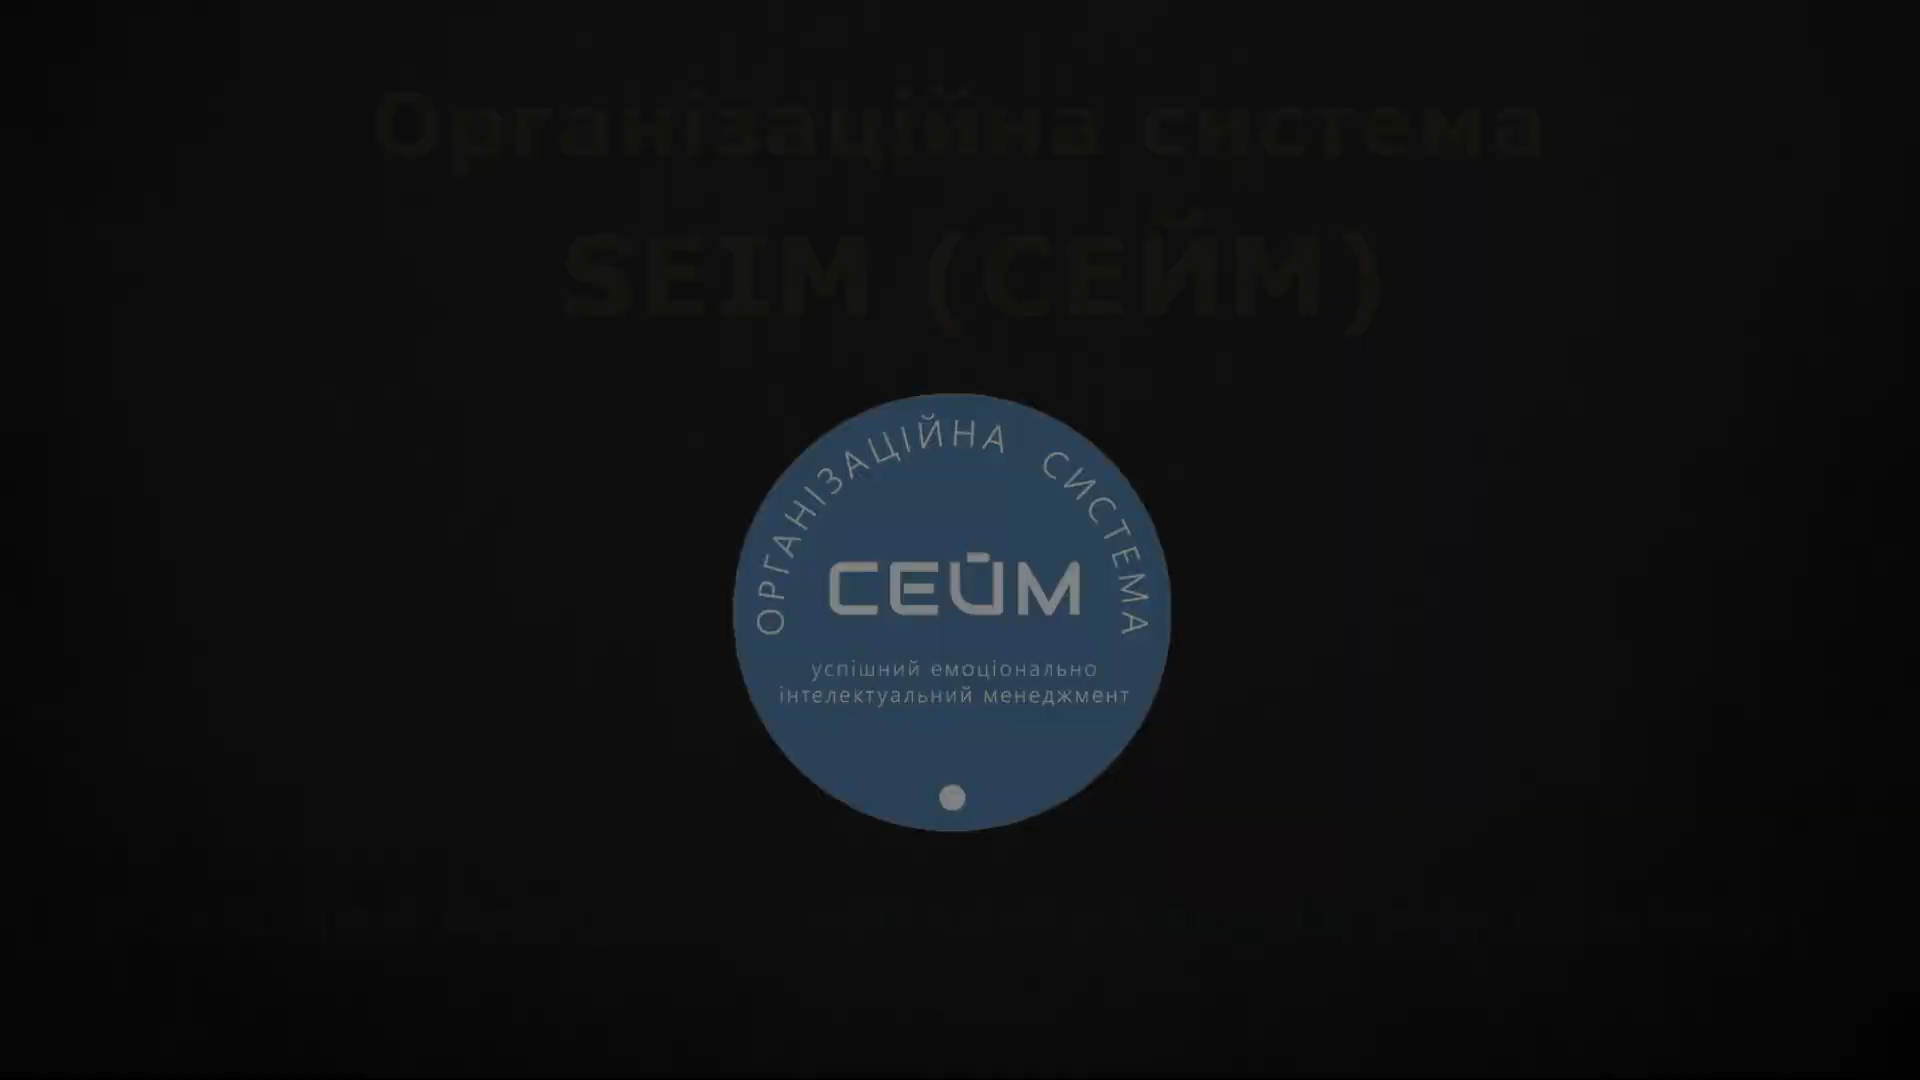 Організаційна система
SEIM (СЕЙМ)
ОРГАНІЗАЦІЙНА СИСТЕМА
СЕЙМ
успішний емоціонально
інтелектуальний менеджмент